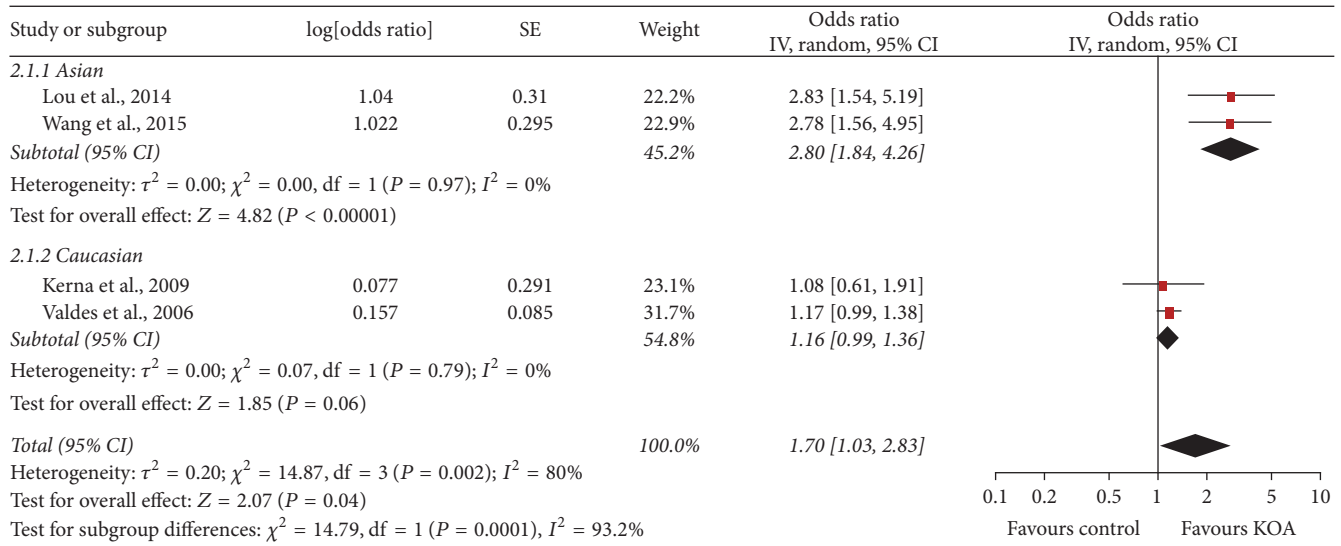 Study or subgroup log[odds ratio] SE Weight Odds ratio IV, random, 95% CI Odds ratio IV, random, 95% CI
2.1.1 Asian
Lou et al., 2014 1.04 0.31 22.2% 2.83 [1.54, 5.19]
Wang et al., 2015 1.022 0.295 22.9% 2.78 [1.56, 4.95]
Subtotal (95% CI) 45.2% 2.80 [1.84, 4.26]
Heterogeneity: τ² = 0.00; χ² = 0.00, df = 1 (P = 0.97); I² = 0%
Test for overall effect: Z = 4.82 (P < 0.00001)
2.1.2 Caucasian
Kerna et al., 2009 0.077 0.291 23.1% 1.08 [0.61, 1.91]
Valdes et al., 2006 0.157 0.085 31.7% 1.17 [0.99, 1.38]
Subtotal (95% CI) 54.8% 1.16 [0.99, 1.36]
Heterogeneity: τ² = 0.00; χ² = 0.07, df = 1 (P = 0.79); I² = 0%
Test for overall effect: Z = 1.85 (P = 0.06)
Total (95% CI) 100.0% 1.70 [1.03, 2.83]
Heterogeneity: τ² = 0.20; χ² = 14.87, df = 3 (P = 0.002); I² = 80%
Test for overall effect: Z = 2.07 (P = 0.04)
Test for subgroup differences: χ² = 14.79, df = 1 (P = 0.0001), I² = 93.2%
0.1 0.2 0.5 1 2 5 10
Favours control Favours KOA